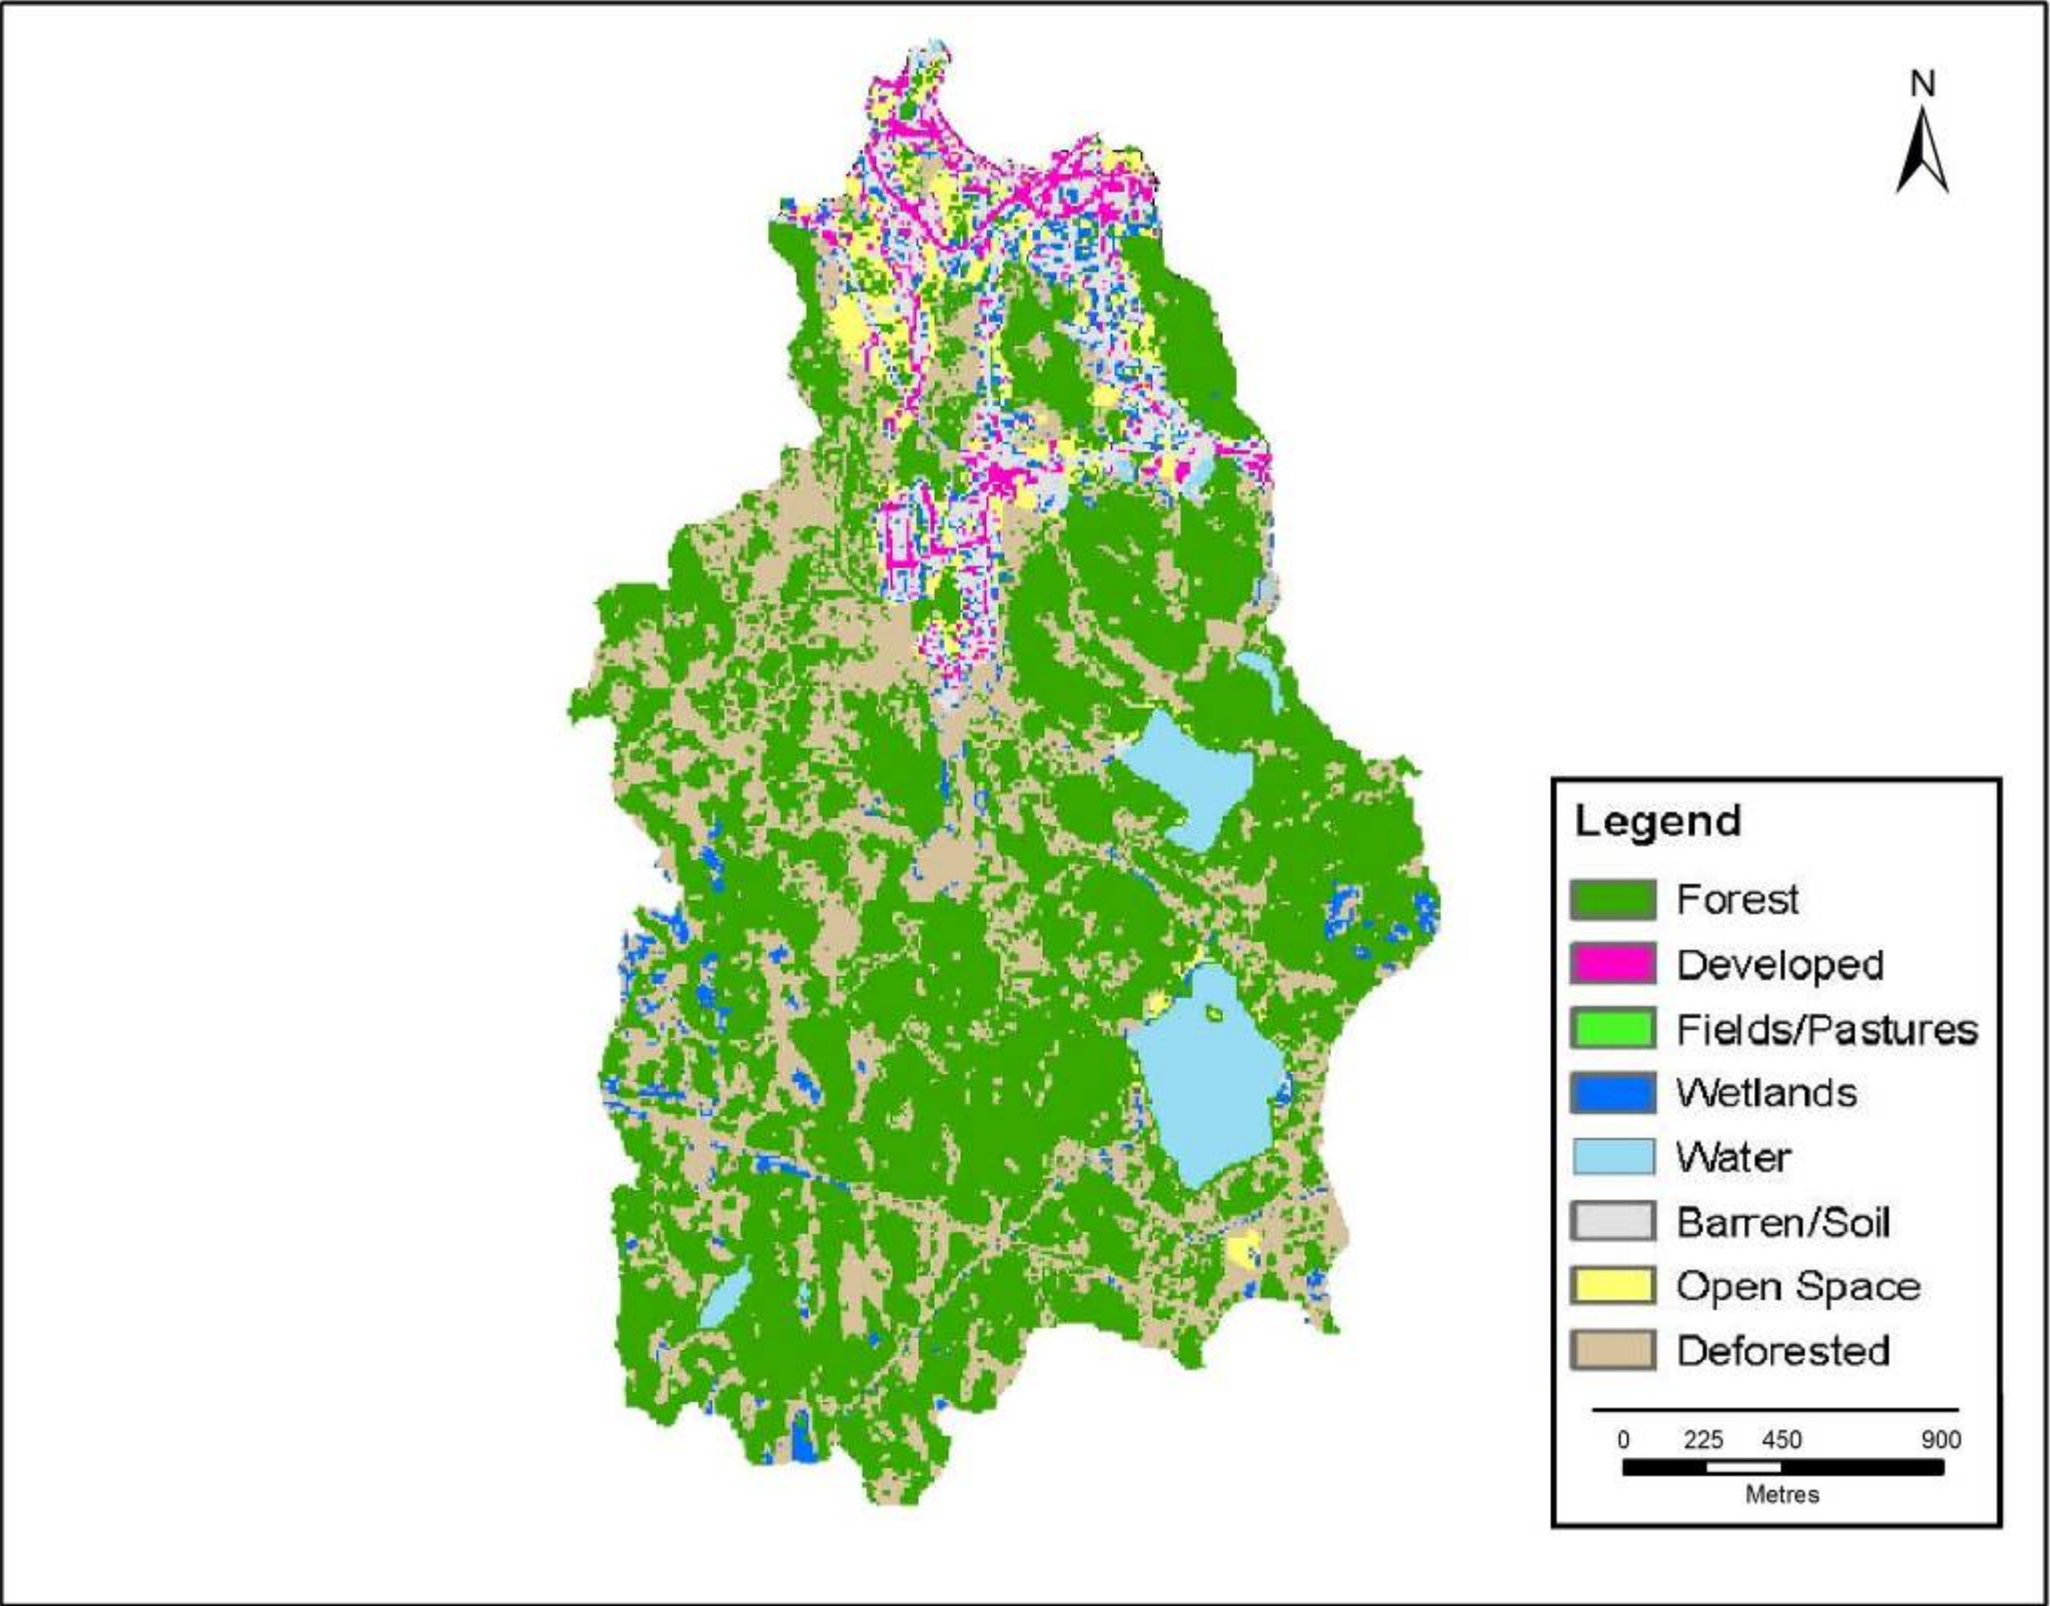 N
Legend
Forest
Developed
Fields/Pastures
Wetlands
Water
Barren/Soil
Open Space
Deforested
0 225 450 900
Metres